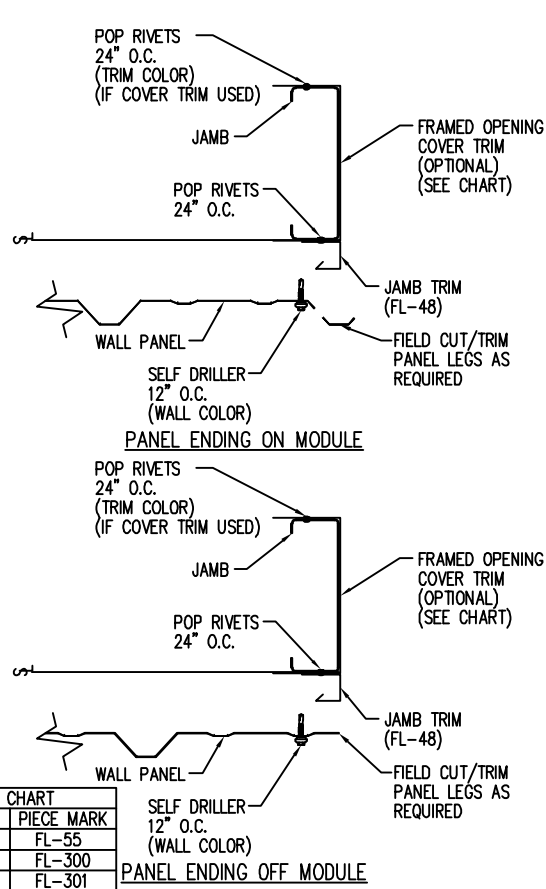 POP RIVETS
24" O.C.
(TRIM COLOR)
(IF COVER TRIM USED)
JAMB
FRAMED OPENING
COVER TRIM
(OPTIONAL)
(SEE CHART)
POP RIVETS
24" O.C.
JAMB TRIM
(FL-48)
WALL PANEL
FIELD CUT/TRIM
PANEL LEGS AS
REQUIRED
SELF DRILLER
12" O.C.
(WALL COLOR)
PANEL ENDING ON MODULE
POP RIVETS
24" O.C.
(TRIM COLOR)
(IF COVER TRIM USED)
JAMB
FRAMED OPENING
COVER TRIM
(OPTIONAL)
(SEE CHART)
POP RIVETS
24" O.C.
JAMB TRIM
(FL-48)
WALL PANEL
FIELD CUT/TRIM
PANEL LEGS AS
REQUIRED
SELF DRILLER
12" O.C.
(WALL COLOR)
PANEL ENDING OFF MODULE
CHART
PIECE MARK
FL-55
FL-300
FL-301